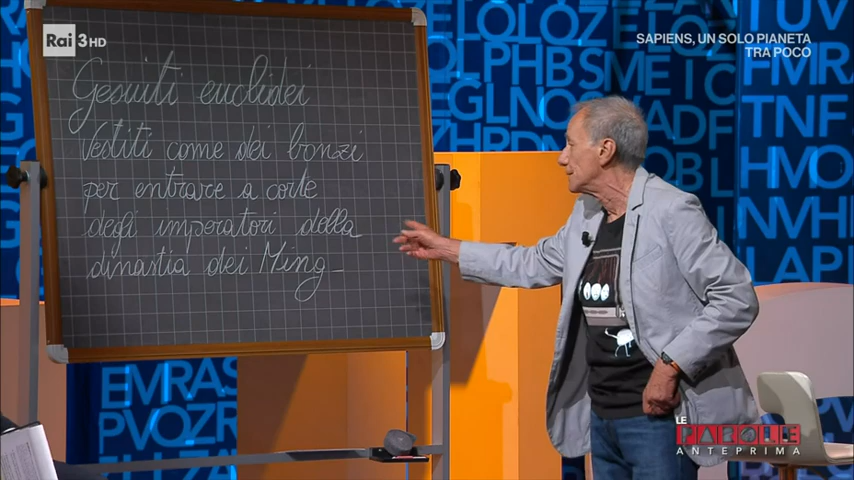 Rai 3 HD
SAPIENS, UN SOLO PIANETA
TRA POCO
Gesuiti euclidei
Vestiti come dei bonzi
per entrare a corte
degli imperatori della
dinastia dei Ming
LE
PAROLE
ANTEPRIMA